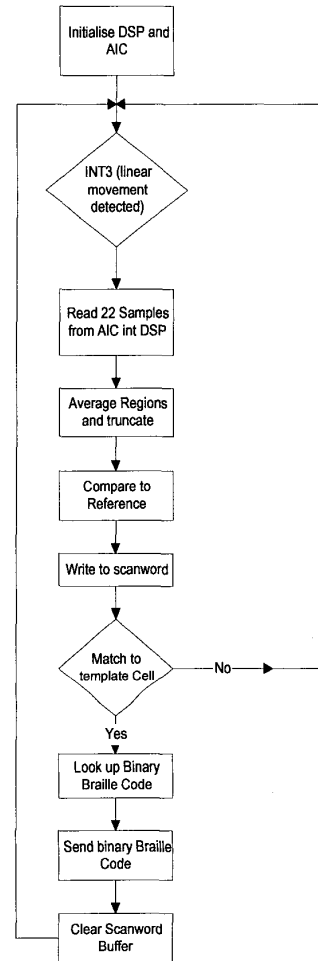 Initialise DSP and
AIC
INT3 (linear
movement
detected)
Read 22 Samples
from AIC int DSP
Average Regions
and truncate
Compare to
Reference
Write to scanword
Match to
template Cell
No
Yes
Look up Binary
Braille Code
Send binary Braille
Code
Clear Scanword
Buffer